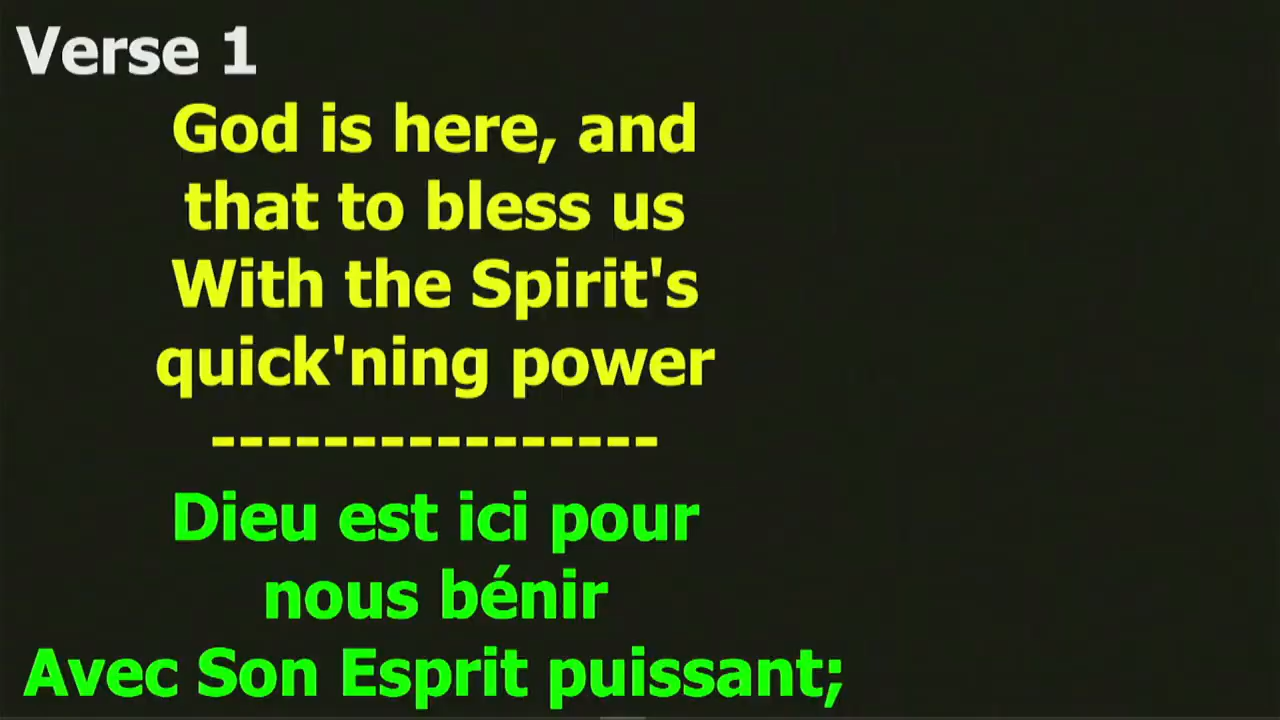 Verse 1
God is here, and
that to bless us
With the Spirit's
quick'ning power
----------------
Dieu est ici pour
nous bénir
Avec Son Esprit puissant;